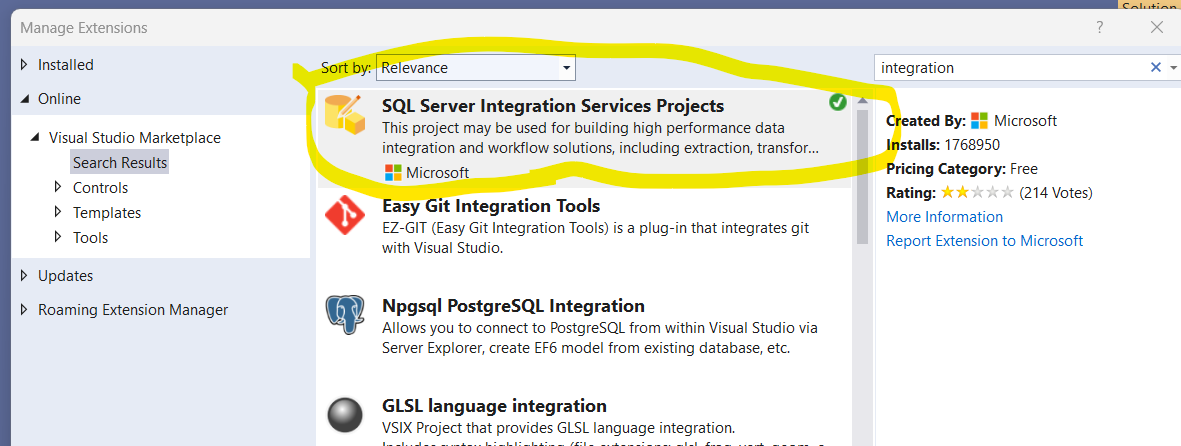 Solution
Manage Extensions
?
Installed
Online
Visual Studio Marketplace
Search Results
Controls
Templates
Tools
Updates
Roaming Extension Manager
Sort by: Relevance
SQL Server Integration Services Projects
This project may be used for building high performance data
integration and workflow solutions, including extraction, transfor...
Microsoft
Easy Git Integration Tools
EZ-GIT (Easy Git Integration Tools) is a plug-in that integrates git
with Visual Studio.
Npgsql PostgreSQL Integration
Allows you to connect to PostgreSQL from within Visual Studio via
Server Explorer, create EF6 model from existing database, etc.
GLSL language integration
VSIX Project that provides GLSL language integration.
integration
Created By: Microsoft
Installs: 1768950
Pricing Category: Free
Rating: (214 Votes)
More Information
Report Extension to Microsoft